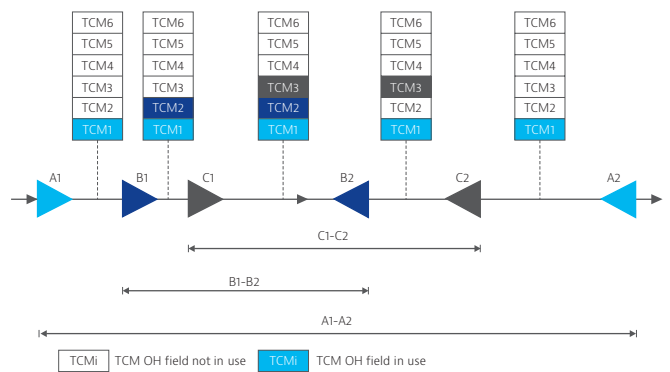 TCM6 TCM6 TCM6 TCM6 TCM6
TCM5 TCM5 TCM5 TCM5 TCM5
TCM4 TCM4 TCM4 TCM4 TCM4
TCM3 TCM3 TCM3 TCM3 TCM3
TCM2 TCM2 TCM2 TCM2 TCM2
TCM1 TCM1 TCM1 TCM1 TCM1
A1 B1 C1 B2 C2 A2
C1-C2
B1-B2
A1-A2
TCMi TCM OH field not in use TCMi TCM OH field in use